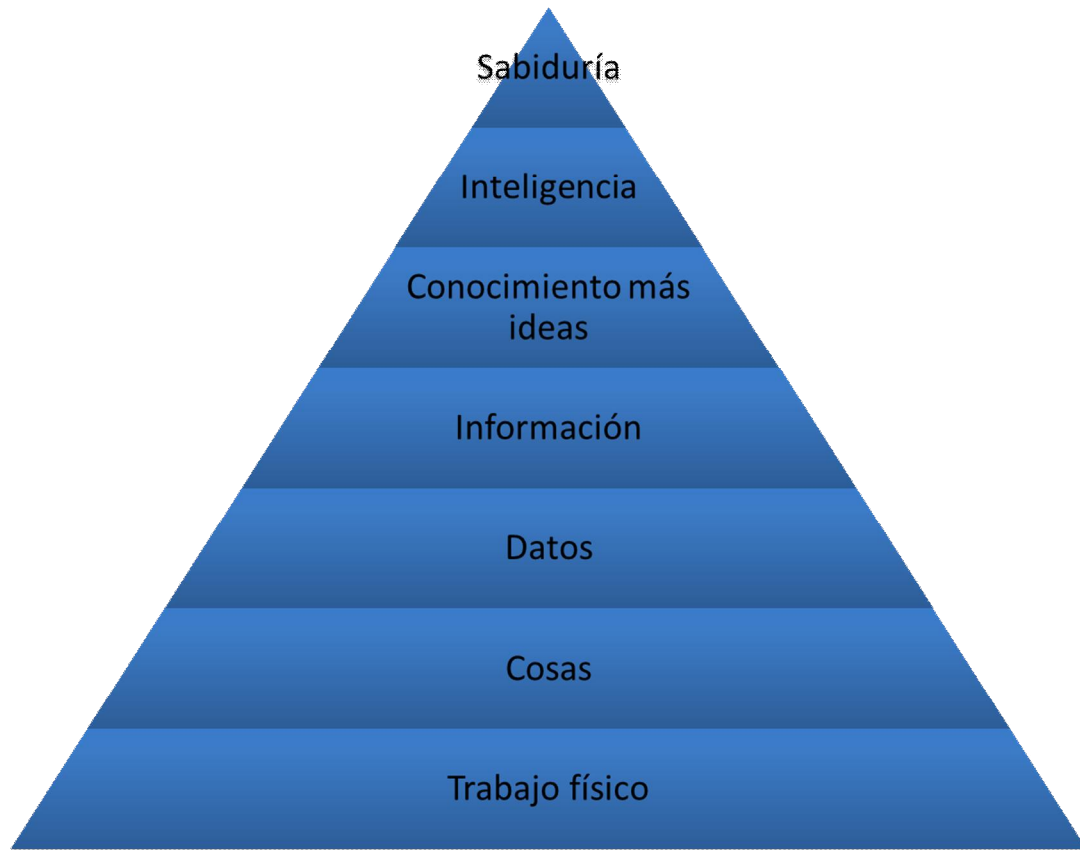 Sabiduría
Inteligencia
Conocimiento más
ideas
Información
Datos
Cosas
Trabajo físico